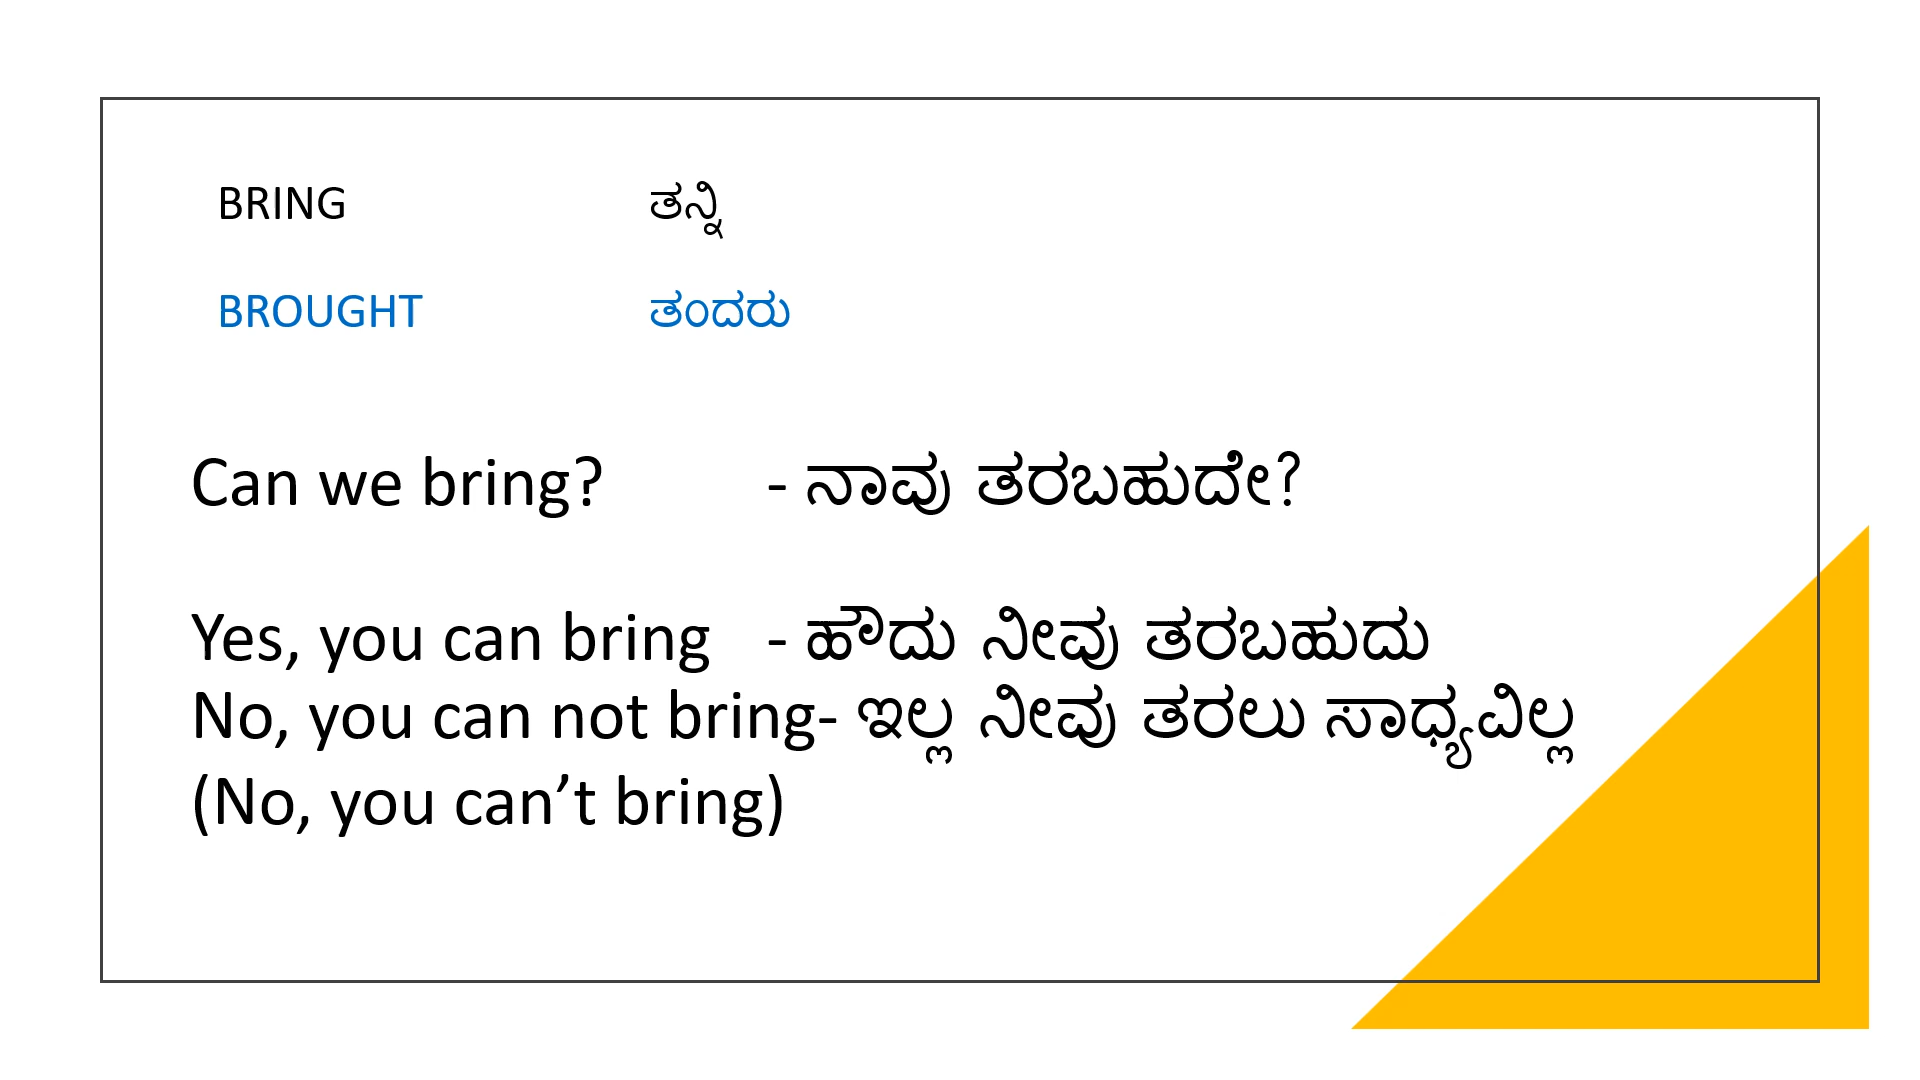 BRING ತನ್ನಿ
BROUGHT ತಂದರು
Can we bring? - ನಾವು ತರಬಹುದೇ?
Yes, you can bring - ಹೌದು ನೀವು ತರಬಹುದು
No, you can not bring- ಇಲ್ಲ ನೀವು ತರಲು ಸಾಧ್ಯವಿಲ್ಲ
(No, you can’t bring)